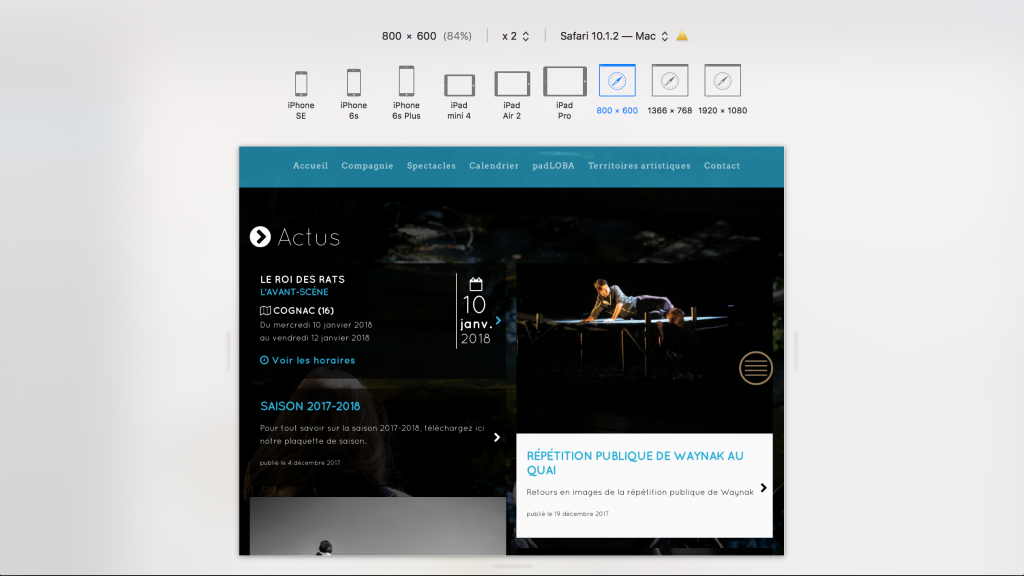 800 × 600 (84%) x 2 Safari 10.1.2 — Mac
iPhone SE
iPhone 6s
iPhone 6s Plus
iPad mini 4
iPad Air 2
iPad Pro
800 × 600
1366 × 768
1920 × 1080
Accueil Compagnie Spectacles Calendrier padLOBA Territoires artistiques Contact
Actus
LE ROI DES RATS
L'AVANT-SCÈNE
COGNAC (16)
Du mercredi 10 janvier 2018
au vendredi 12 janvier 2018
Voir les horaires
10
janv.
2018
SAISON 2017-2018
Pour tout savoir sur la saison 2017-2018, téléchargez ici
notre plaquette de saison.
publié le 4 décembre 2017
RÉPÉTITION PUBLIQUE DE WAYNAK AU
QUAI
Retours en images de la répétition publique de Waynak
publié le 19 décembre 2017